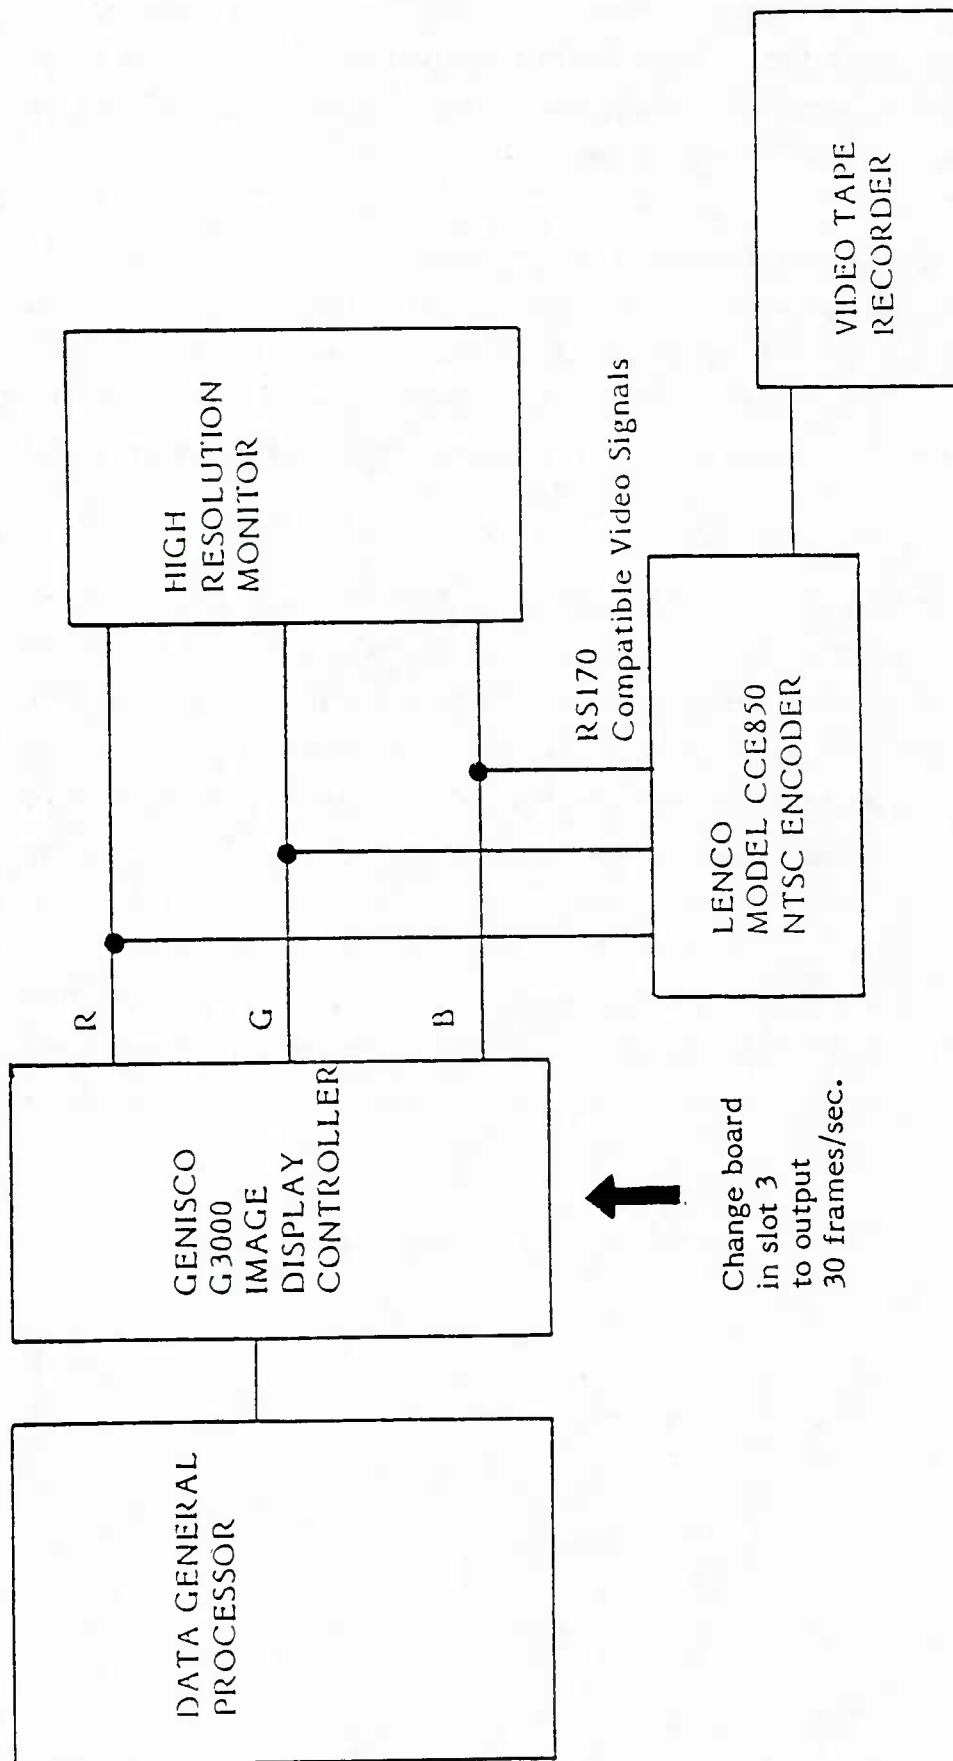 DATA GENERAL
PROCESSOR
GENISCO
G3000
IMAGE
DISPLAY
CONTROLLER
R
G
B
HIGH
RESOLUTION
MONITOR
Change board
in slot 3
to output
30 frames/sec.
RS170
Compatible Video Signals
LENCO
MODEL CCE850
NTSC ENCODER
VIDEO TAPE
RECORDER